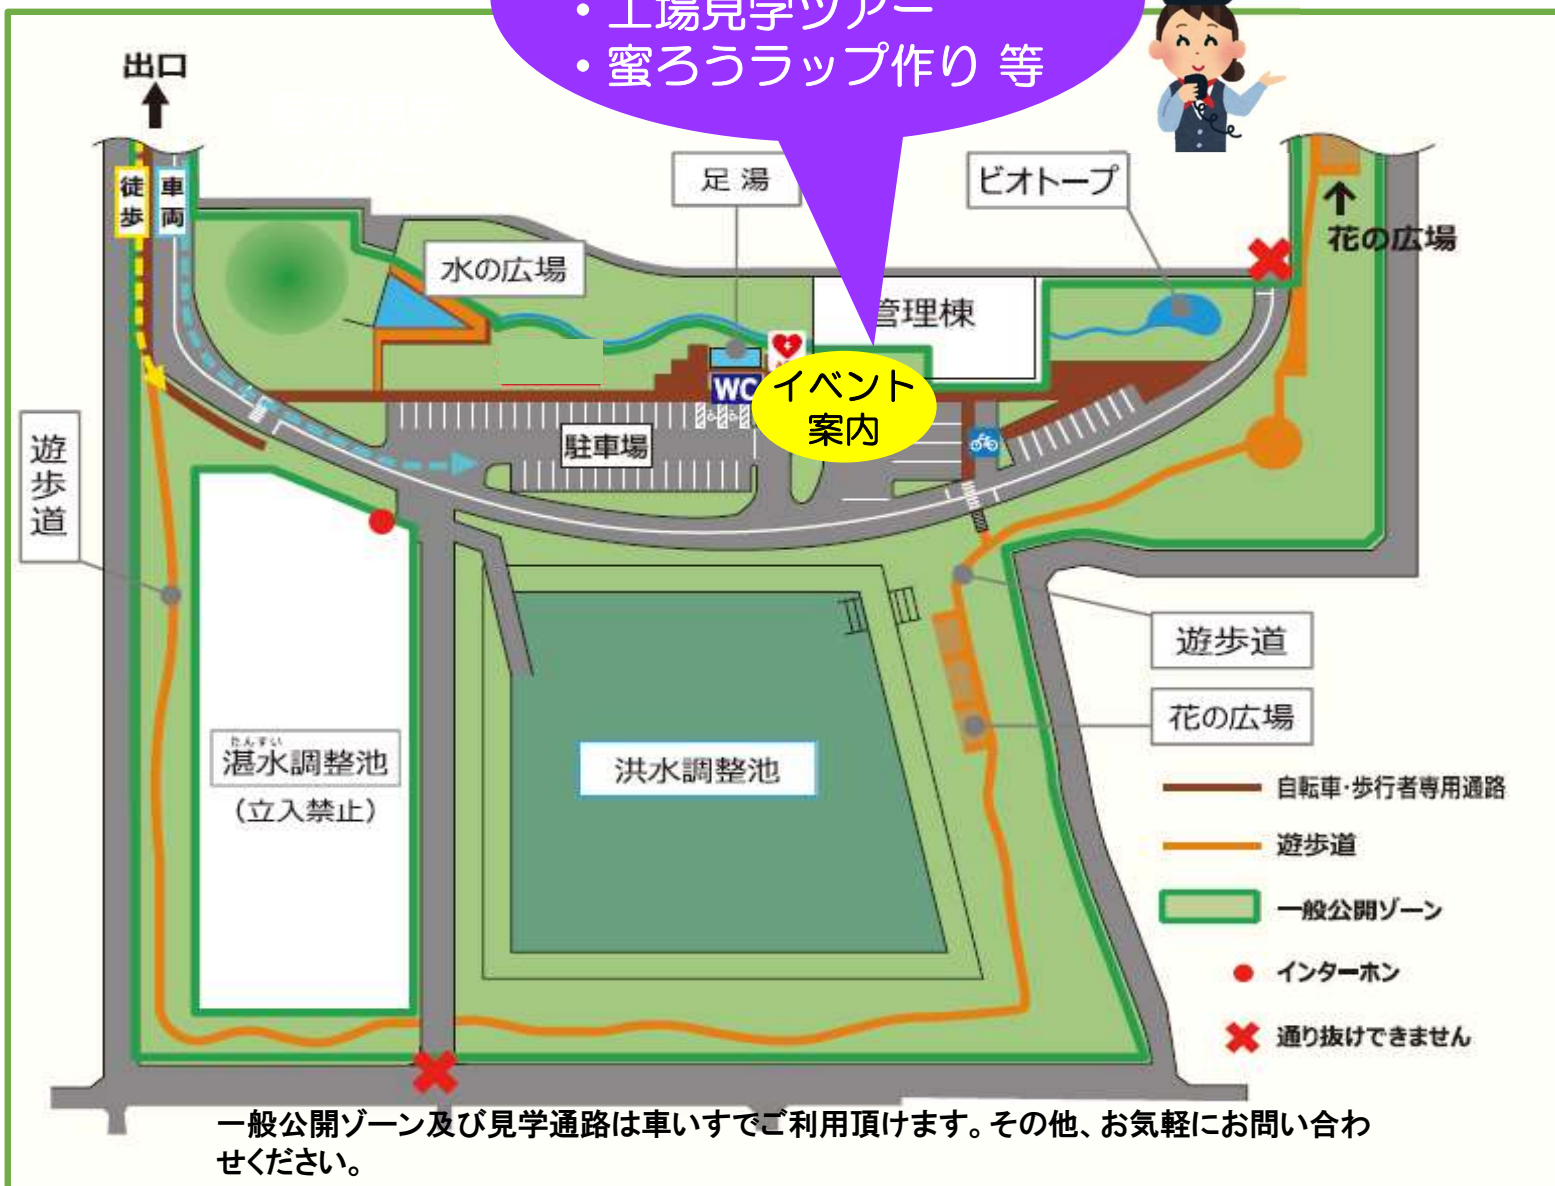 ・工場見学ツアー
・蜜ろうラップ作り 等
出口
徒歩
車両
足 湯
ビオトープ
花の広場
水の広場
管理棟
WC
イベント
案内
駐車場
遊歩道
遊歩道
花の広場
たんすい
湛水調整池
（立入禁止）
洪水調整池
自転車・歩行者専用通路
遊歩道
一般公開ゾーン
インターホン
通り抜けできません
一般公開ゾーン及び見学通路は車いすでご利用頂けます。その他、お気軽にお問い合わ
せください。